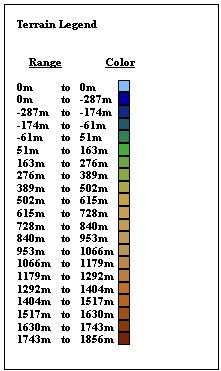 Terrain Legend
Range Color
0m to 0m
0m to -287m
-287m to -174m
-174m to -61m
-61m to 51m
51m to 163m
163m to 276m
276m to 389m
389m to 502m
502m to 615m
615m to 728m
728m to 840m
840m to 953m
953m to 1066m
1066m to 1179m
1179m to 1292m
1292m to 1404m
1404m to 1517m
1517m to 1630m
1630m to 1743m
1743m to 1856m